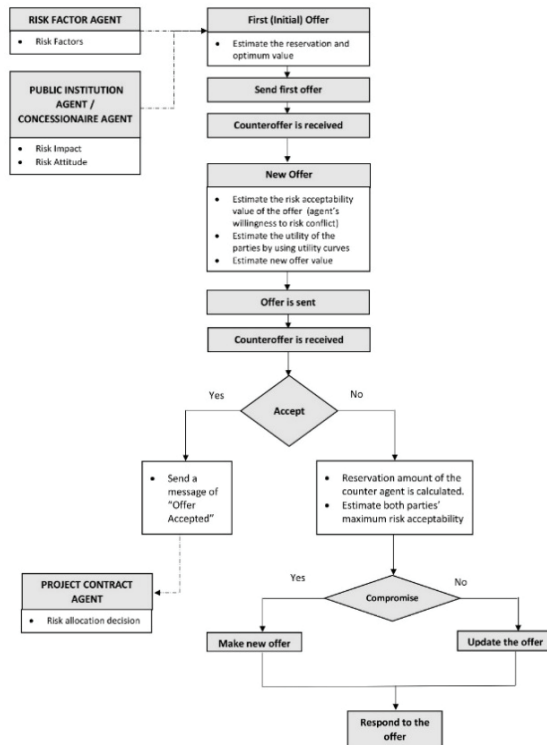 RISK FACTOR AGENT
• Risk Factors
PUBLIC INSTITUTION
AGENT /
CONCESSIONAIRE AGENT
• Risk Impact
• Risk Attitude
First (Initial) Offer
• Estimate the reservation and
optimum value
Send first offer
Counteroffer is received
New Offer
• Estimate the risk acceptability
value of the offer (agent's
willingness to risk conflict)
• Estimate the utility of the
parties by using utility curves
• Estimate new offer value
Offer is sent
Counteroffer is received
Yes
Accept
No
• Send a
message of
"Offer
Accepted"
• Reservation amount of the
counter agent is calculated.
• Estimate both parties'
maximum risk acceptability
PROJECT CONTRACT
AGENT
• Risk allocation decision
Yes
Compromise
No
Make new offer
Update the offer
Respond to the
offer